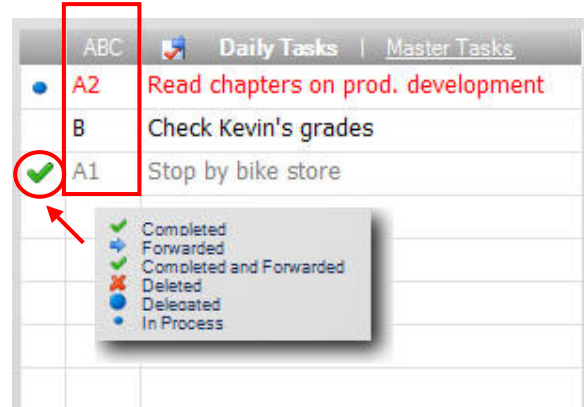 ABC Daily Tasks | Master Tasks
A2 Read chapters on prod. development
B Check Kevin's grades
A1 Stop by bike store
Completed
Forwarded
Completed and Forwarded
Deleted
Delegated
In Process